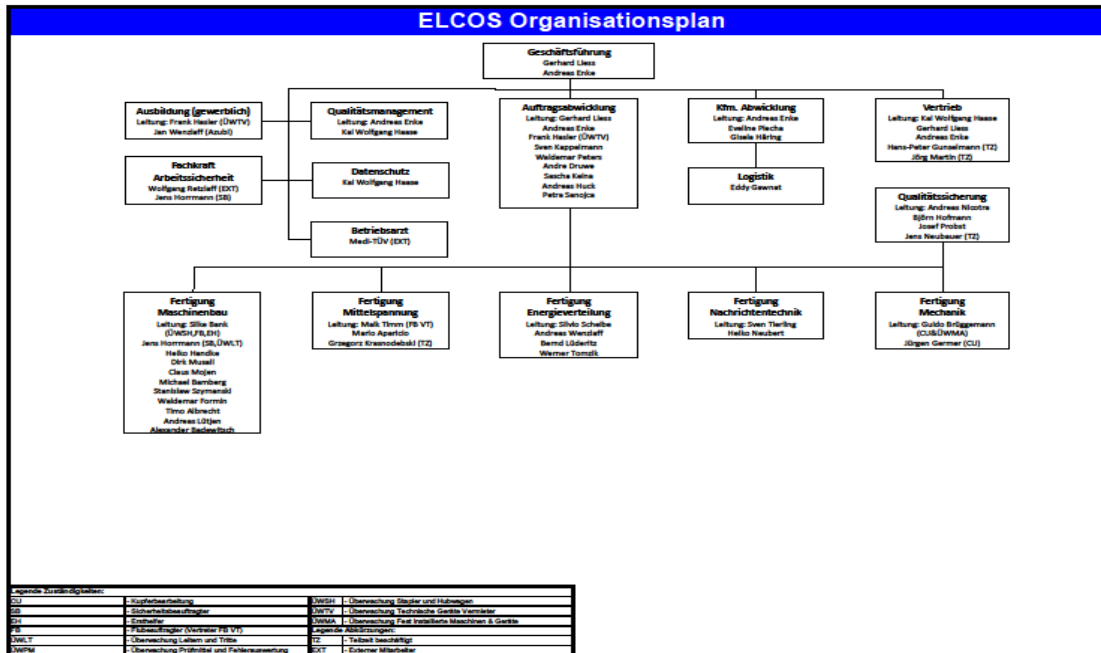 ELCOS Organisationsplan
Geschäftsführung
Gerhard Liess
Andreas Enke
Ausbildung (gewerblich)
Leitung: Frank Hasler (ÜWTV)
Jan Wenzlaff (Azubi)
Qualitätsmanagement
Leitung: Andreas Enke
Kai Wolfgang Haase
Auftragsabwicklung
Leitung: Gerhard Liess
Andreas Enke
Frank Hasler (ÜWTV)
Sven Kappelmann
Waldemar Peters
Andre Druwe
Sascha Keina
Andreas Huck
Petra Sanojca
Kfm. Abwicklung
Leitung: Andreas Enke
Eveline Piecha
Gisela Häring
Vertrieb
Leitung: Kai Wolfgang Haase
Gerhard Liess
Andreas Enke
Hans-Peter Gunselmann (TZ)
Jörg Martin (TZ)
Fachkraft
Arbeitssicherheit
Wolfgang Retzlaff (EXT)
Jens Horrmann (SB)
Datenschutz
Kai Wolfgang Haase
Logistik
Eddy Gawnat
Qualitätssicherung
Leitung: Andreas Nicotra
Björn Hofmann
Josef Probst
Jens Neubauer (TZ)
Betriebsarzt
Medi-TÜV (EXT)
Fertigung
Maschinenbau
Leitung: Silke Bank
(ÜWSH,FB,EH)
Jens Horrmann (SB,ÜWLT)
Heiko Handke
Dirk Musall
Claus Mojen
Michael Bamberg
Stanislaw Szymanski
Waldemar Formin
Timo Albrecht
Andreas Lütjen
Alexander Badewitsch
Fertigung
Mittelspannung
Leitung: Maik Timm (FB VT)
Mario Aparicio
Grzegorz Krasnodebski (TZ)
Fertigung
Energieverteilung
Leitung: Silvio Scheibe
Andreas Wenzlaff
Bernd Lüderitz
Werner Tomzik
Fertigung
Nachrichtentechnik
Leitung: Sven Tierling
Heiko Neubert
Fertigung
Mechanik
Leitung: Guido Brüggemann
(CU&ÜWMA)
Jürgen Germer (CU)
Legende Zuständigkeiten:
CU - Kupferbearbeitung ÜWSH - Überwachung Stapler und Hubwagen
SB - Sicherheitsbeauftragter ÜWTV - Überwachung Technische Geräte Vermieter
EH - Ersthelfer ÜWMA - Überwachung Fest installierte Maschinen & Geräte
FB - Flubeauftragter (Vertreter FB VT) Legende Abkürzungen:
ÜWLT - Überwachung Leitern und Tritte TZ - Teilzeit beschäftigt
ÜWPM - Überwachung Prüfmittel und Fehlerauswertung EXT - Externer Mitarbeiter